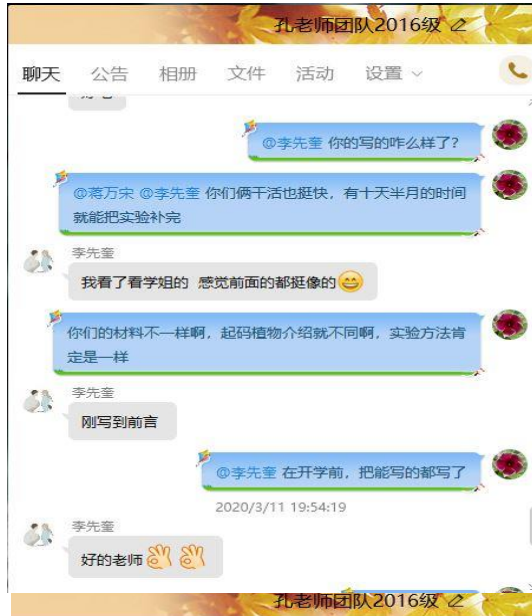 孔老师团队2016级
聊天 公告 相册 文件 活动 设置
@李先奎 你的写的咋么样了?
@蒋万宋 @李先奎 你们俩干活也挺快，有十天半月的时间
就能把实验补完
李先奎
我看了看学姐的 感觉前面的都挺像的
你们的材料不一样啊，起码植物介绍就不同啊，实验方法肯
定是一样
李先奎
刚写到前言
@李先奎 在开学前，把能写的都写了
2020/3/11 19:54:19
李先奎
好的老师
孔老师团队2016级